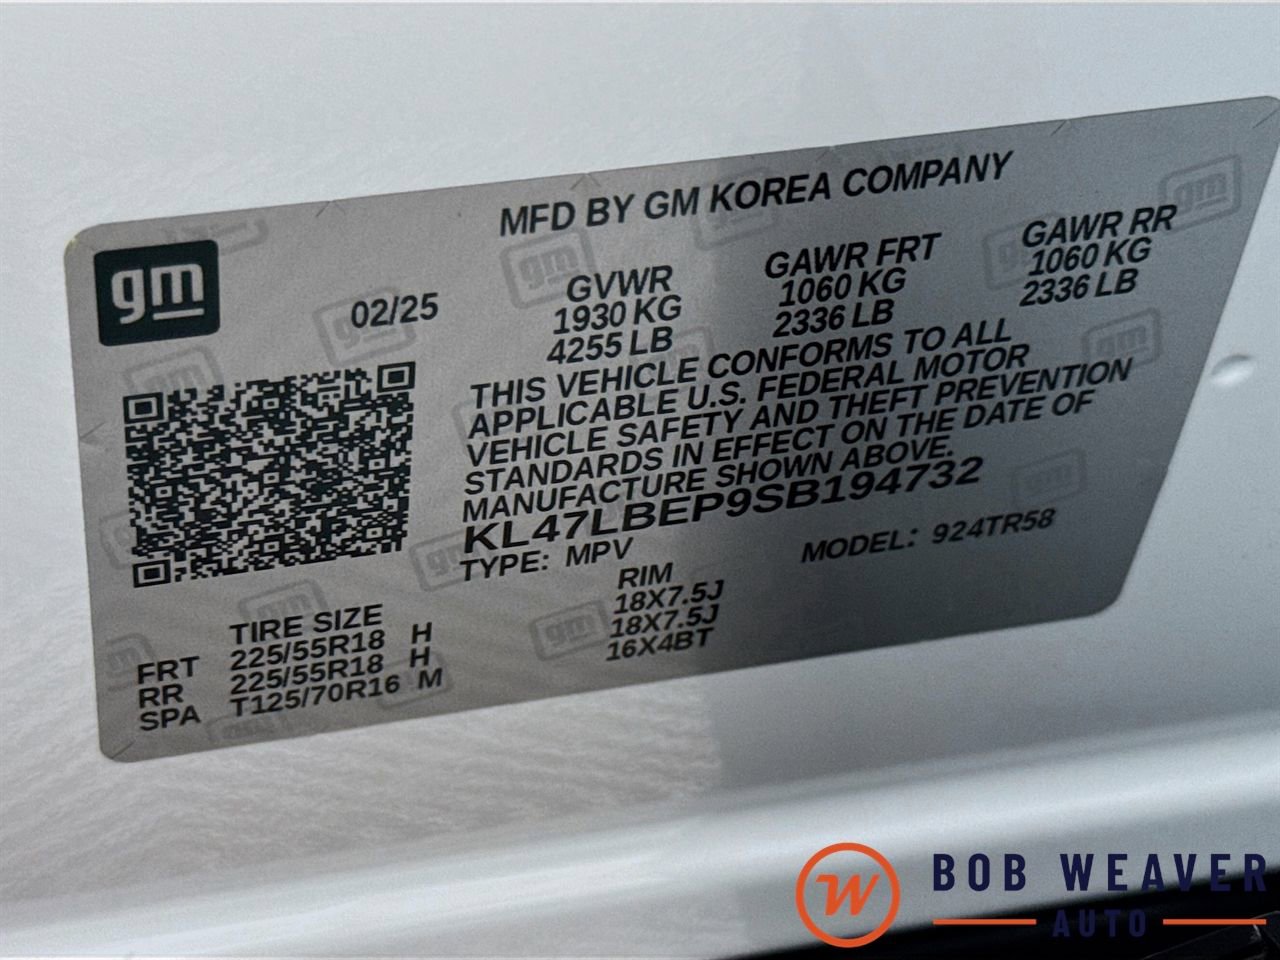 MFD BY GM KOREA COMPANY
gm
02/25
GVWR GAWR FRT GAWR RR
1930 KG 1060 KG 1060 KG
4255 LB 2336 LB 2336 LB
THIS VEHICLE CONFORMS TO ALL
APPLICABLE U.S. FEDERAL MOTOR
VEHICLE SAFETY AND THEFT PREVENTION
STANDARDS IN EFFECT ON THE DATE OF
MANUFACTURE SHOWN ABOVE.
KL47LBEP9SB194732
TYPE: MPV MODEL: 924TR58
TIRE SIZE RIM
FRT 225/55R18 H 18X7.5J
RR 225/55R18 H 18X7.5J
SPA T125/70R16 M 16X4BT
W BOB WEAVER
AUTO